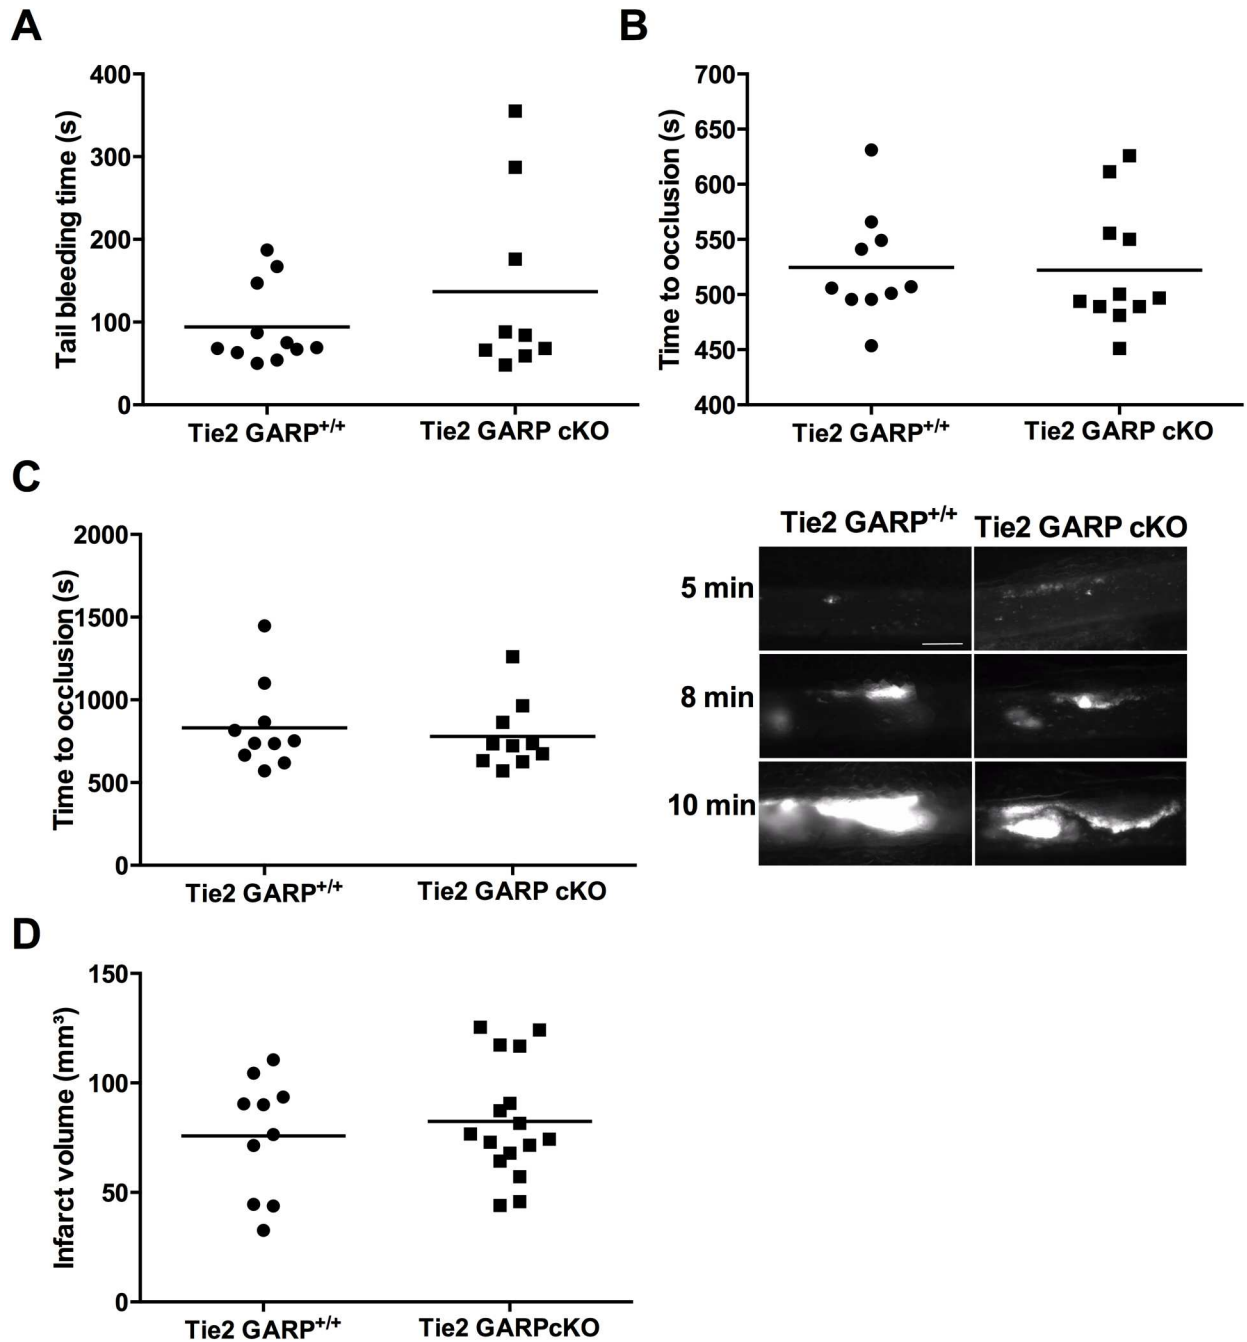 A
400
300
200
100
0
Tail bleeding time (s)
Tie2 GARP+/+
Tie2 GARP cKO
B
700
650
600
550
500
450
400
Time to occlusion (s)
Tie2 GARP+/+
Tie2 GARP cKO
C
2000
1500
1000
500
0
Time to occlusion (s)
Tie2 GARP+/+
Tie2 GARP cKO
Tie2 GARP+/+
Tie2 GARP cKO
5 min
8 min
10 min
D
150
100
50
0
Infarct volume (mm³)
Tie2 GARP+/+
Tie2 GARPcKO